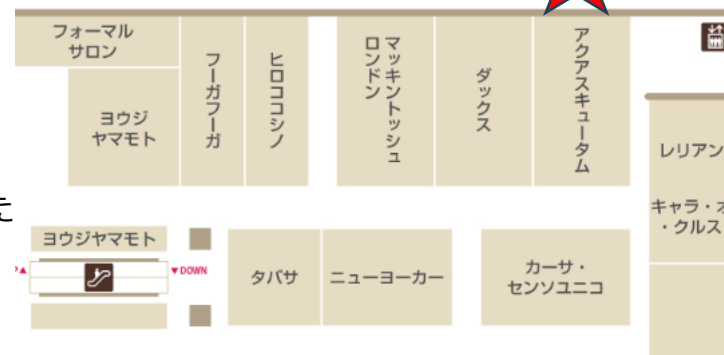 フォーマル
サロン
フーガフーガ
ヒロココシノ
マッキントッシュ
ロンドン
ダックス
アクアスキュータム
ヨウジ
ヤマモト
レリアン
キャラ・オ
・クルス
た
ヨウジヤマモト
▼DOWN
タバサ
ニューヨーカー
カーサ・
センソユニコ